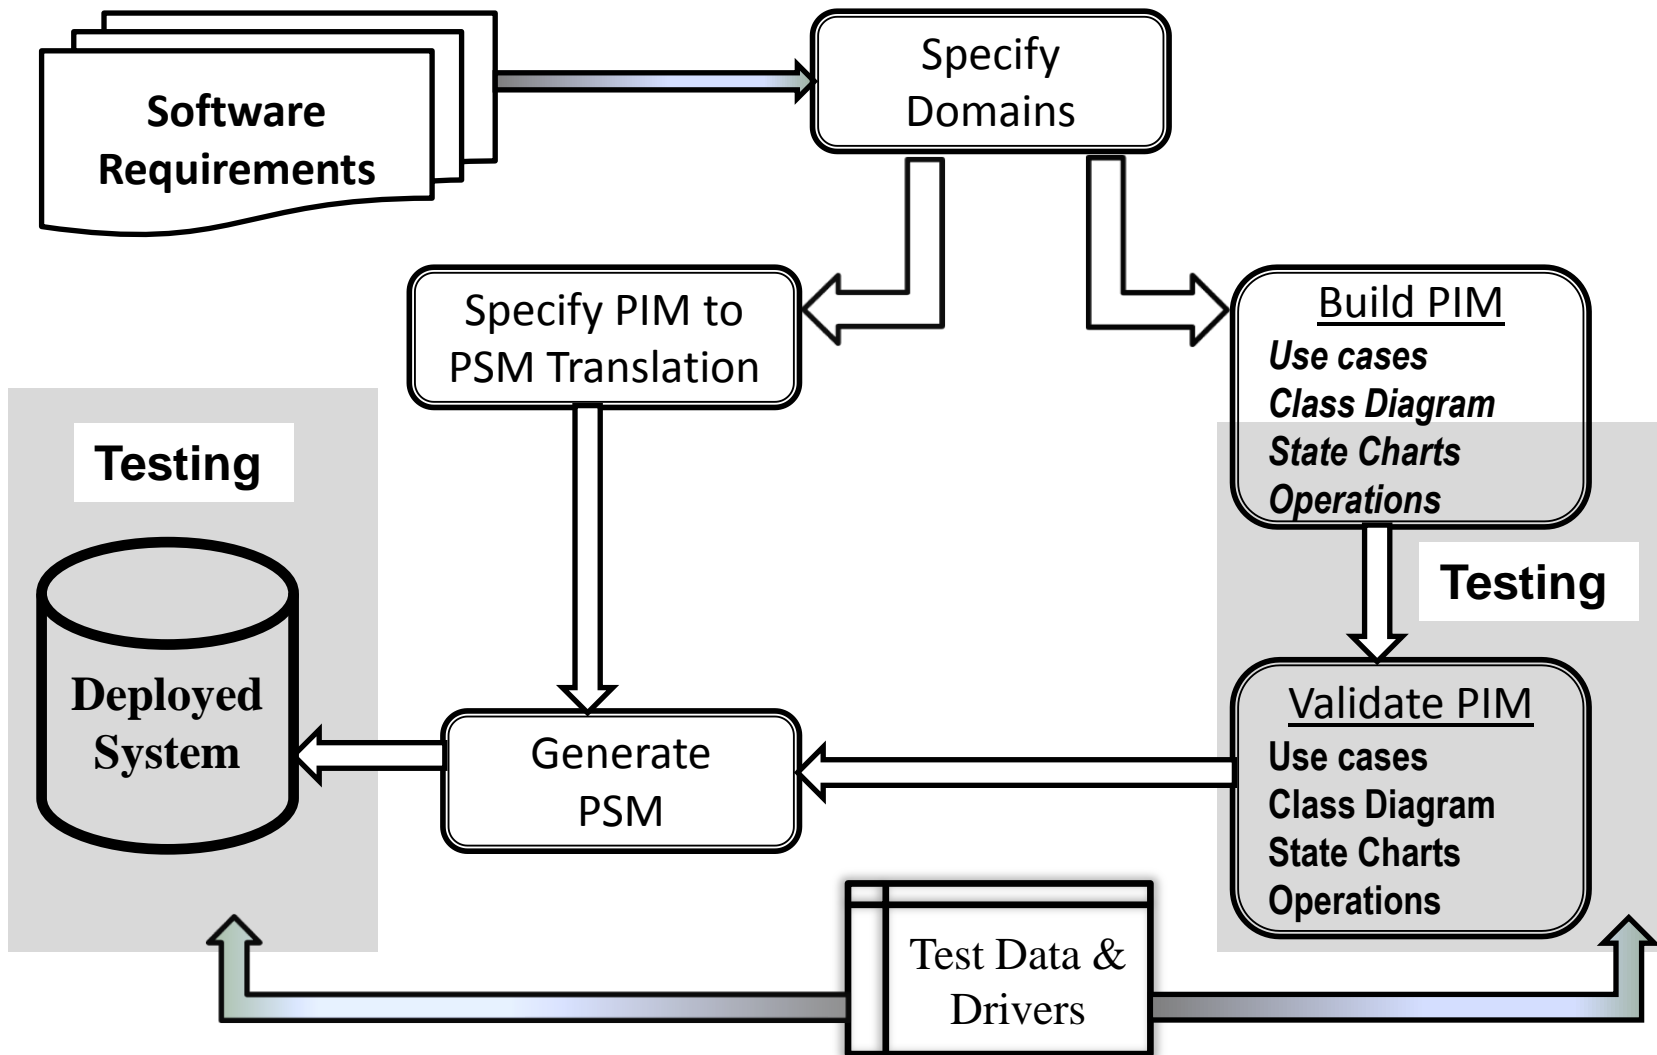 Software
Requirements
Specify
Domains
Specify PIM to
PSM Translation
Build PIM
Use cases
Class Diagram
State Charts
Operations
Testing
Testing
Deployed
System
Generate
PSM
Validate PIM
Use cases
Class Diagram
State Charts
Operations
Test Data &
Drivers